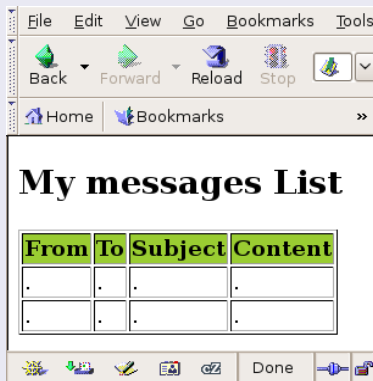 File Edit View Go Bookmarks Tools
Back Forward Reload Stop
Home Bookmarks »
My messages List
From To Subject Content
. . . .
. . . .
Done